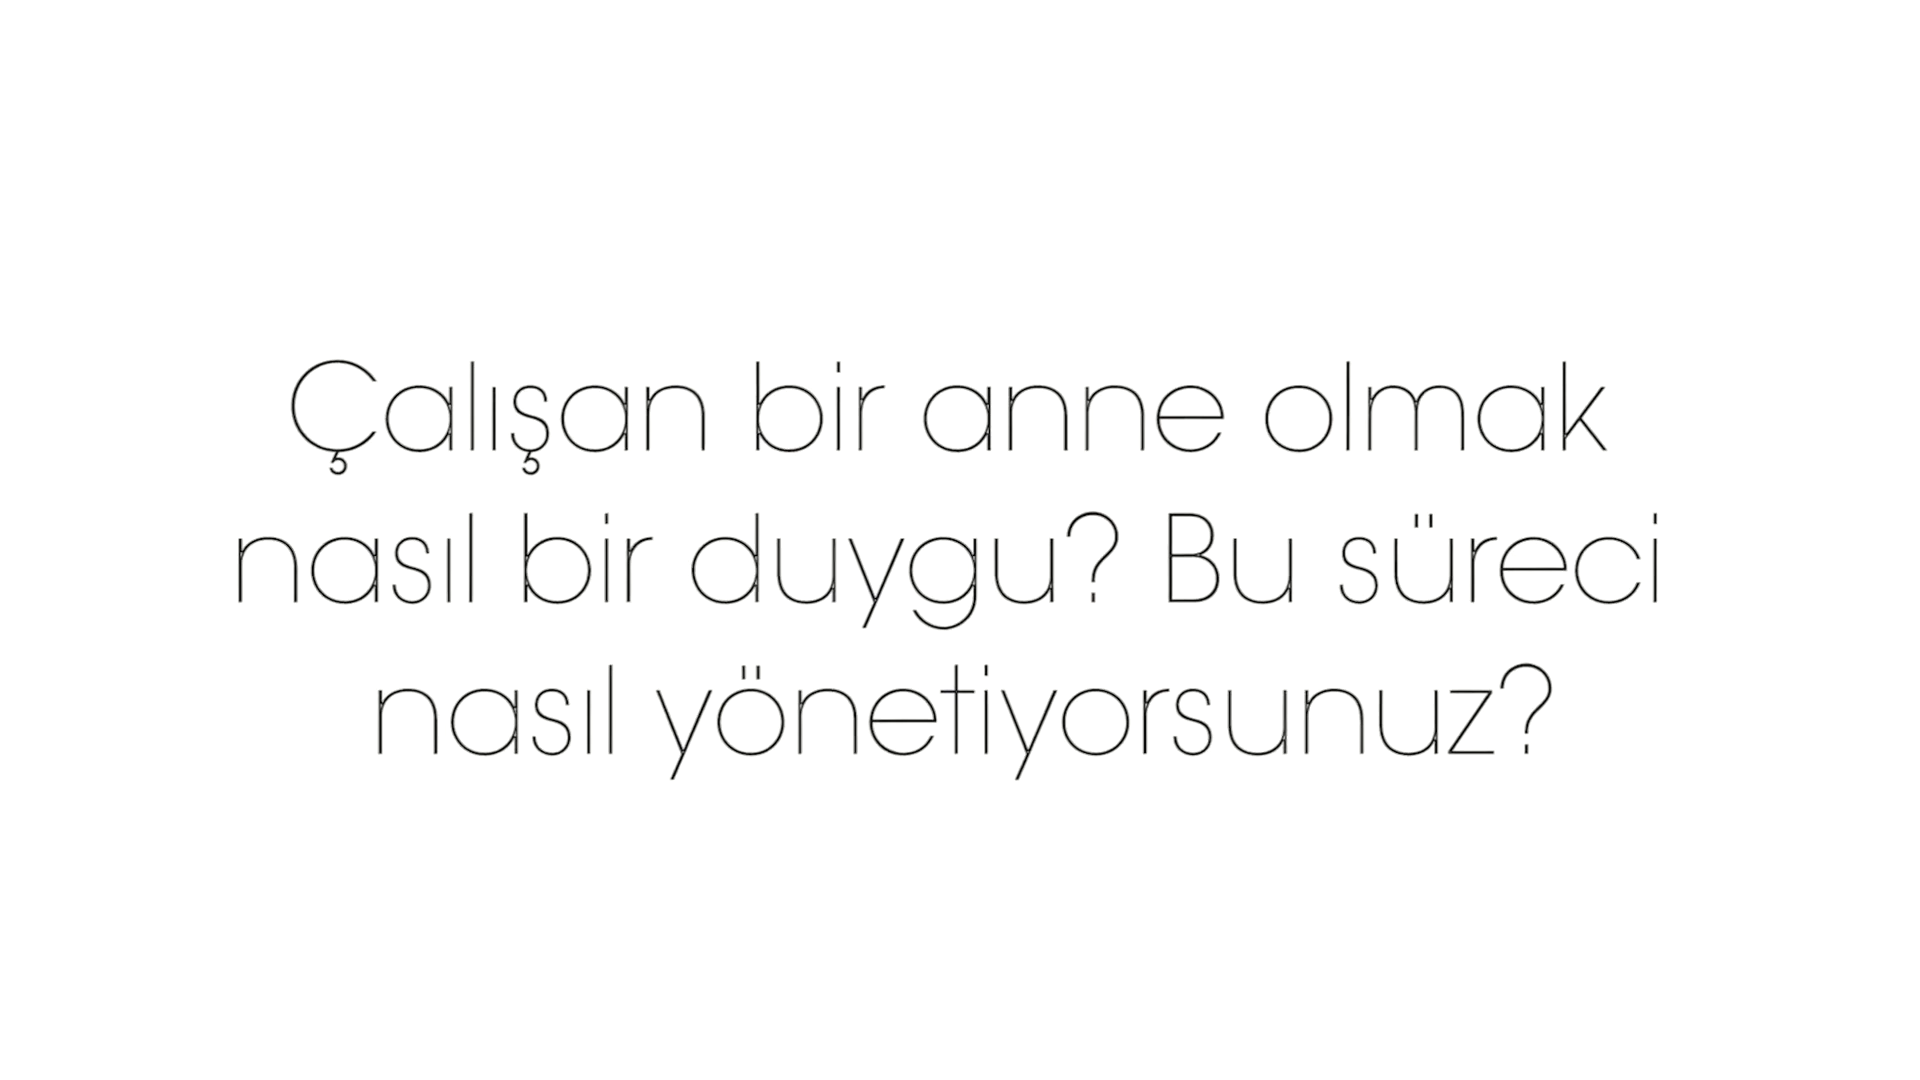 Çalışan bir anne olmak
nasıl bir duygu? Bu süreci
nasıl yönetiyorsunuz?